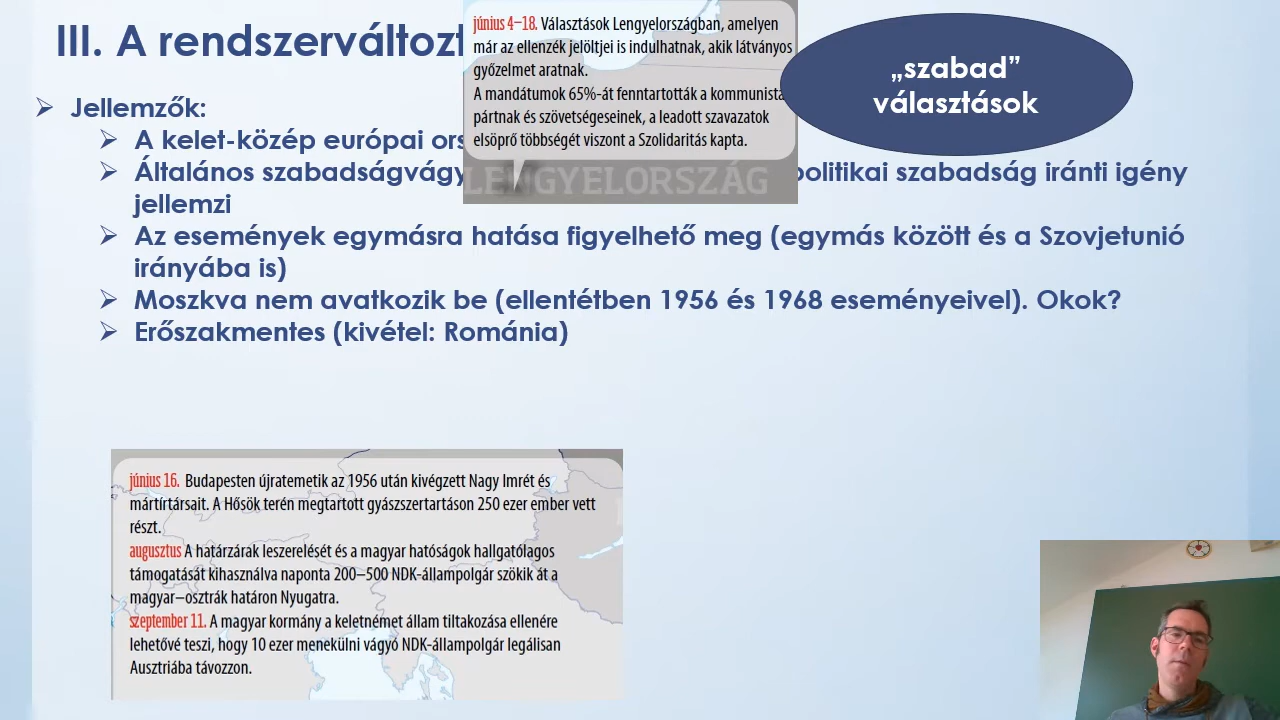 III. A rendszerváltozt
június 4–18. Választások Lengyelországban, amelyen
már az ellenzék jelöltjei is indulhatnak, akik látványos
győzelmet aratnak.
A mandátumok 65%-át fenntartották a kommunista
pártnak és szövetségeseinek, a leadott szavazatok
elsöprő többségét viszont a Szolidaritás kapta.
LENGYELORSZÁG
„szabad”
választások
Jellemzők:
A kelet-közép európai ors
Általános szabadságvágy politikai szabadság iránti igény
jellemzi
Az események egymásra hatása figyelhető meg (egymás között és a Szovjetunió
irányába is)
Moszkva nem avatkozik be (ellentétben 1956 és 1968 eseményeivel). Okok?
Erőszakmentes (kivétel: Románia)
június 16. Budapesten újratemetik az 1956 után kivégzett Nagy Imrét és
mártírtársait. A Hősök terén megtartott gyászszertartáson 250 ezer ember vett
részt.
augusztus A határzárak leszerelését és a magyar hatóságok hallgatólagos
támogatását kihasználva naponta 200–500 NDK-állampolgár szökik át a
magyar–osztrák határon Nyugatra.
szeptember 11. A magyar kormány a keletnémet állam tiltakozása ellenére
lehetővé teszi, hogy 10 ezer menekülni vágyó NDK-állampolgár legálisan
Ausztriába távozzon.